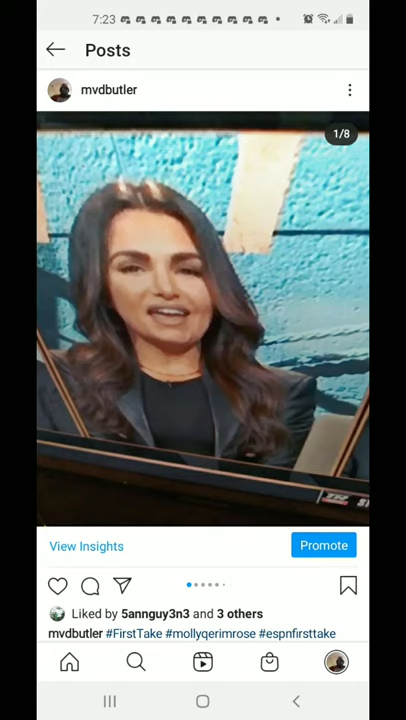 7:23
Posts
mvdbutler
1/8
View Insights
Promote
Liked by 5annguy3n3 and 3 others
mvdbutler #FirstTake #mollyqerimrose #espnfirsttake